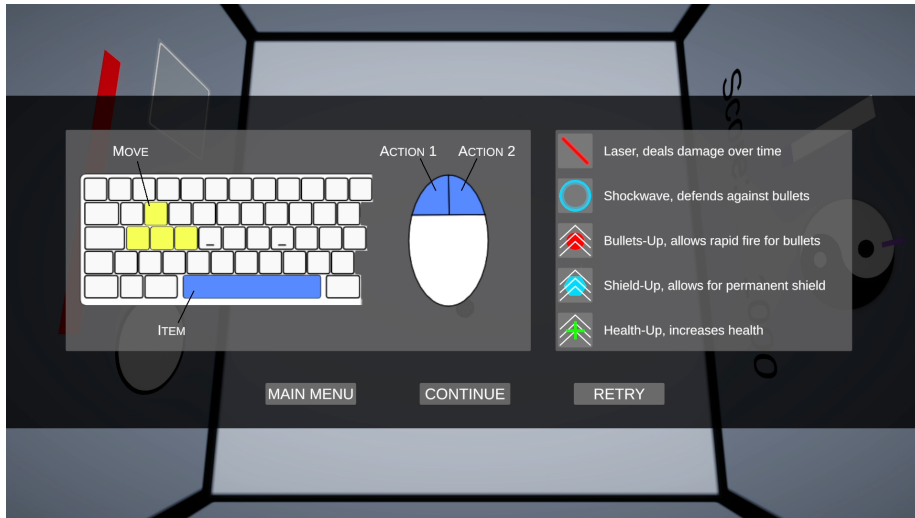 MOVE
ACTION 1 ACTION 2
ITEM
Laser, deals damage over time
Shockwave, defends against bullets
Bullets-Up, allows rapid fire for bullets
Shield-Up, allows for permanent shield
Health-Up, increases health
MAIN MENU CONTINUE RETRY